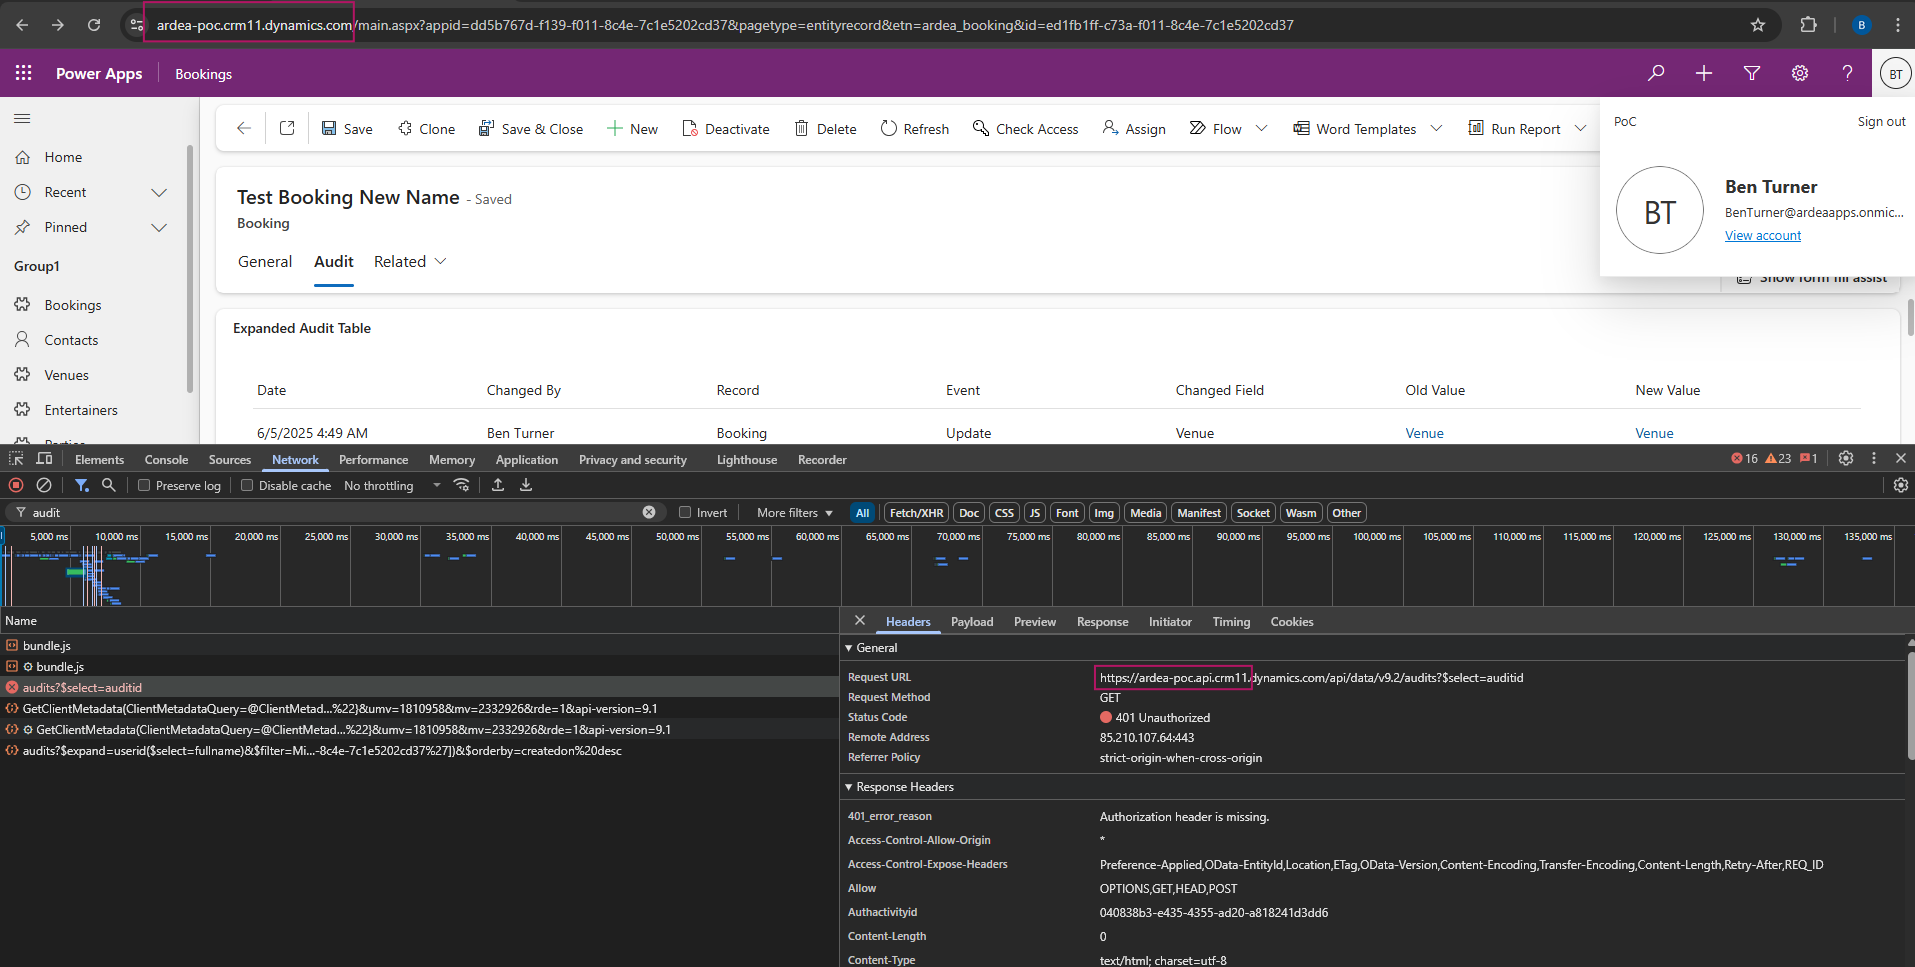 ardea-poc.crm11.dynamics.com/main.aspx?appid=dd5b767d-f139-f011-8c4e-7c1e5202cd37&pagetype=entityrecord&etn=ardea_booking&id=ed1fb1ff-c73a-f011-8c4e-7c1e5202cd37
B
Power Apps
Bookings
BT
Save
Clone
Save & Close
New
Deactivate
Delete
Refresh
Check Access
Assign
Flow
Word Templates
Run Report
PoC
Sign out
Home
Recent
Pinned
Group1
Bookings
Contacts
Venues
Entertainers
Parties
Test Booking New Name - Saved
Booking
General
Audit
Related
BT
Ben Turner
BenTurner@ardeaapps.onmic...
View account
Show form fill assist
Expanded Audit Table
Date
Changed By
Record
Event
Changed Field
Old Value
New Value
6/5/2025 4:49 AM
Ben Turner
Booking
Update
Venue
Venue
Venue
Elements
Console
Sources
Network
Performance
Memory
Application
Privacy and security
Lighthouse
Recorder
16
23
1
Preserve log
Disable cache
No throttling
audit
Invert
More filters
All
Fetch/XHR
Doc
CSS
JS
Font
Img
Media
Manifest
Socket
Wasm
Other
5,000 ms
10,000 ms
15,000 ms
20,000 ms
25,000 ms
30,000 ms
35,000 ms
40,000 ms
45,000 ms
50,000 ms
55,000 ms
60,000 ms
65,000 ms
70,000 ms
75,000 ms
80,000 ms
85,000 ms
90,000 ms
95,000 ms
100,000 ms
105,000 ms
110,000 ms
115,000 ms
120,000 ms
125,000 ms
130,000 ms
135,000 ms
Name
bundle.js
bundle.js
audits?$select=auditid
GetClientMetadata(ClientMetadataQuery=@ClientMetad...%22}&umv=1810958&mv=2332926&rde=1&api-version=9.1
GetClientMetadata(ClientMetadataQuery=@ClientMetad...%22}&umv=1810958&mv=2332926&rde=1&api-version=9.1
audits?$expand=userid($select=fullname)&$filter=Mi...-8c4e-7c1e5202cd37%27])&$orderby=createdon%20desc
Headers
Payload
Preview
Response
Initiator
Timing
Cookies
General
Request URL
https://ardea-poc.api.crm11.dynamics.com/api/data/v9.2/audits?$select=auditid
Request Method
GET
Status Code
401 Unauthorized
Remote Address
85.210.107.64:443
Referrer Policy
strict-origin-when-cross-origin
Response Headers
401_error_reason
Authorization header is missing.
Access-Control-Allow-Origin
*
Access-Control-Expose-Headers
Preference-Applied,OData-EntityId,Location,ETag,OData-Version,Content-Encoding,Transfer-Encoding,Content-Length,Retry-After,REQ_ID
Allow
OPTIONS,GET,HEAD,POST
Authactivityid
040838b3-e435-4355-ad20-a818241d3dd6
Content-Length
0
Content-Type
text/html; charset=utf-8